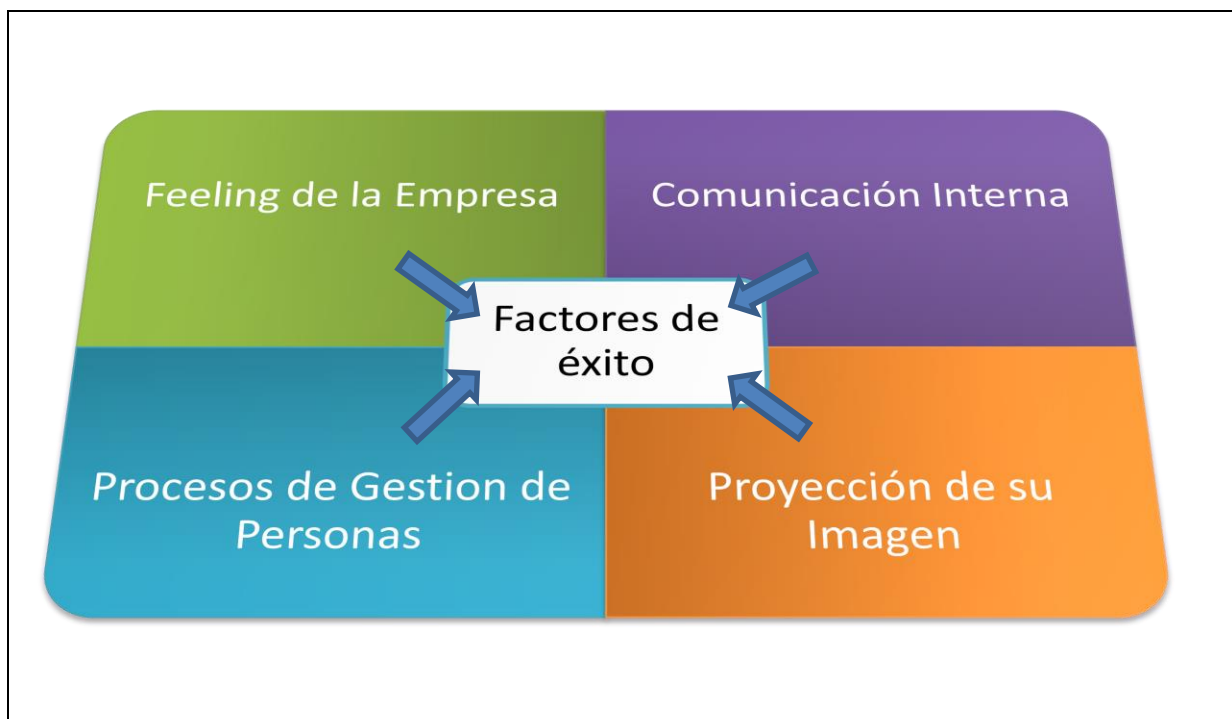 Feeling de la Empresa
Comunicación Interna
Factores de
éxito
Procesos de Gestion de
Personas
Proyección de su
Imagen